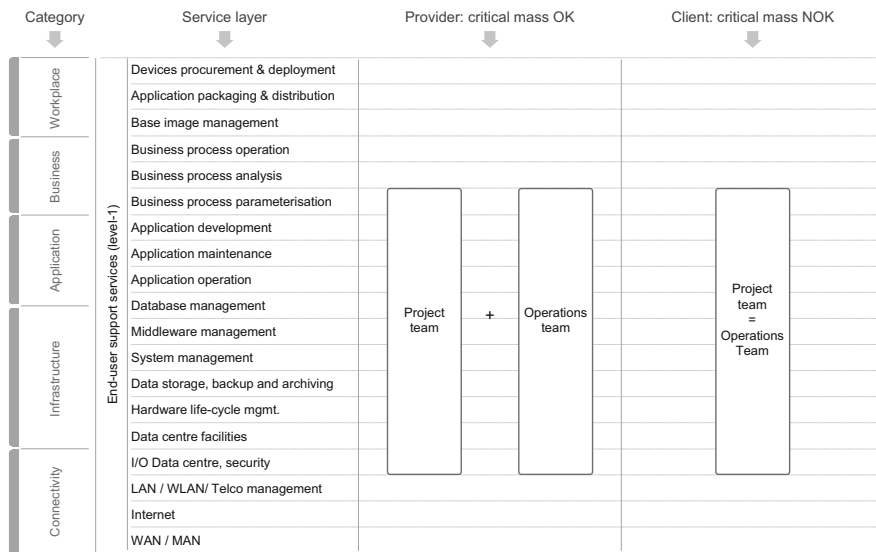 Category
Service layer
Provider: critical mass OK
Client: critical mass NOK
Workplace
Business
Application
Infrastructure
Connectivity
End-user support services (level-1)
Devices procurement & deployment
Application packaging & distribution
Base image management
Business process operation
Business process analysis
Business process parameterisation
Application development
Application maintenance
Application operation
Database management
Middleware management
System management
Data storage, backup and archiving
Hardware life-cycle mgmt.
Data centre facilities
I/O Data centre, security
LAN / WLAN/ Telco management
Internet
WAN / MAN
Project
team
+
Operations
team
Project
team
=
Operations
Team